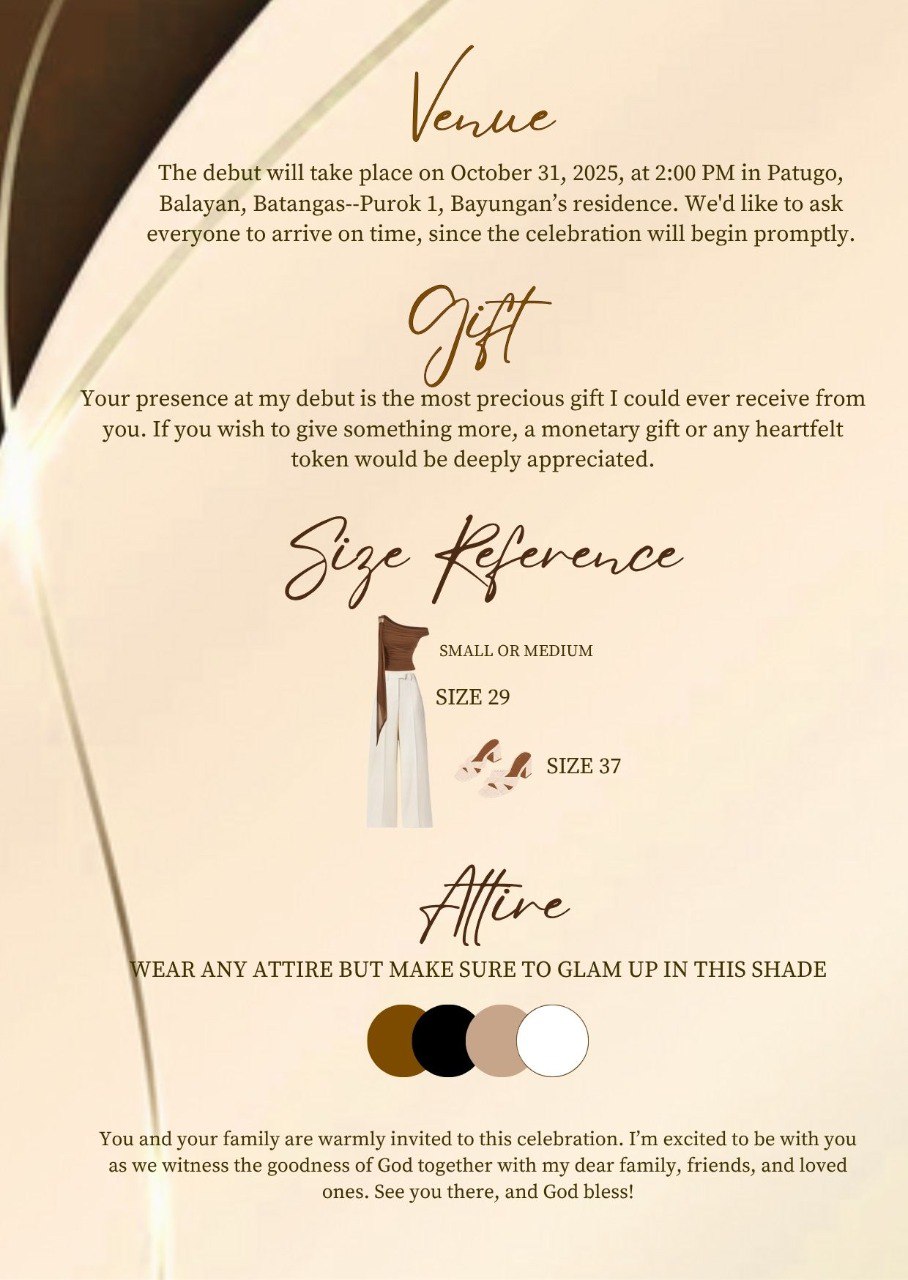 Venue
The debut will take place on October 31, 2025, at 2:00 PM in Patugo,
Balayan, Batangas--Purok 1, Bayungan’s residence. We'd like to ask
everyone to arrive on time, since the celebration will begin promptly.
Gift
Your presence at my debut is the most precious gift I could ever receive from
you. If you wish to give something more, a monetary gift or any heartfelt
token would be deeply appreciated.
Size Reference
SMALL OR MEDIUM
SIZE 29
SIZE 37
Attire
WEAR ANY ATTIRE BUT MAKE SURE TO GLAM UP IN THIS SHADE
You and your family are warmly invited to this celebration. I’m excited to be with you
as we witness the goodness of God together with my dear family, friends, and loved
ones. See you there, and God bless!